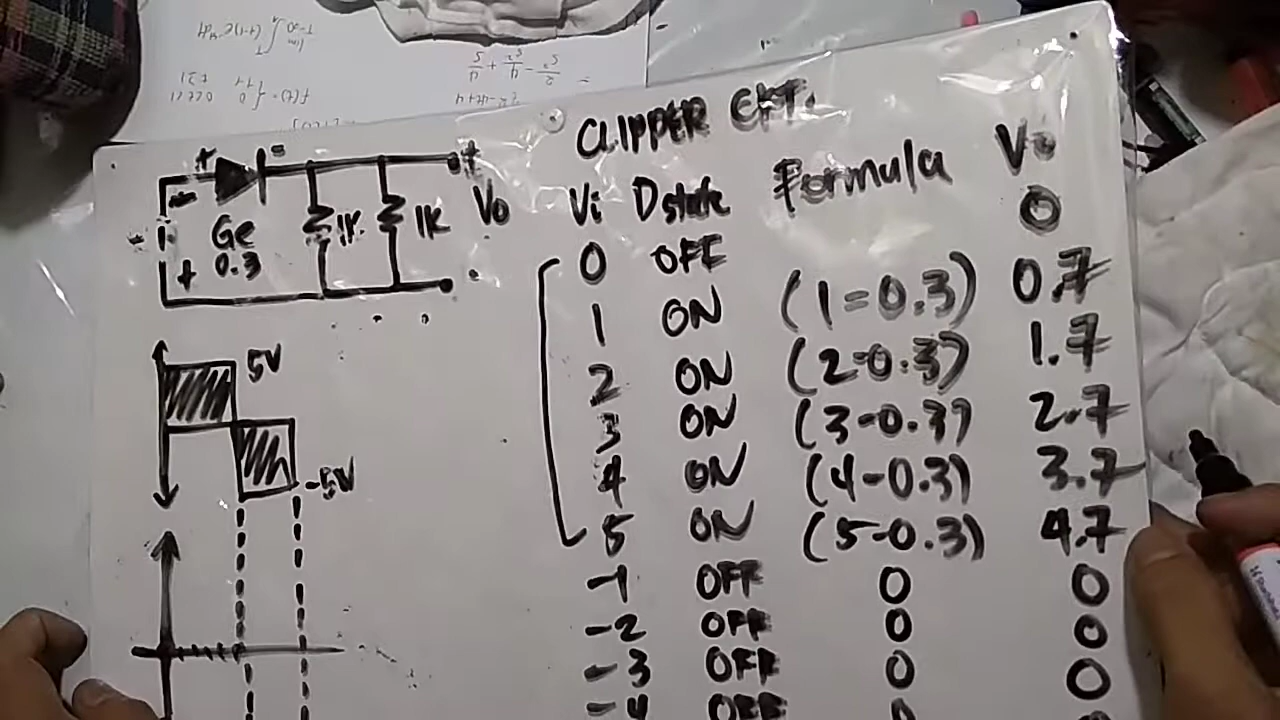 CLIPPER CKT.
+ Vo
Ge
0.3
1K 1K
+
5V
-5V
Vi D state Formula Vo
0 OFF 0
1 ON (1-0.3) 0.7
2 ON (2-0.3) 1.7
3 ON (3-0.3) 2.7
4 ON (4-0.3) 3.7
5 ON (5-0.3) 4.7
-1 OFF 0 0
-2 OFF 0 0
-3 OFF 0 0
-4 OFF